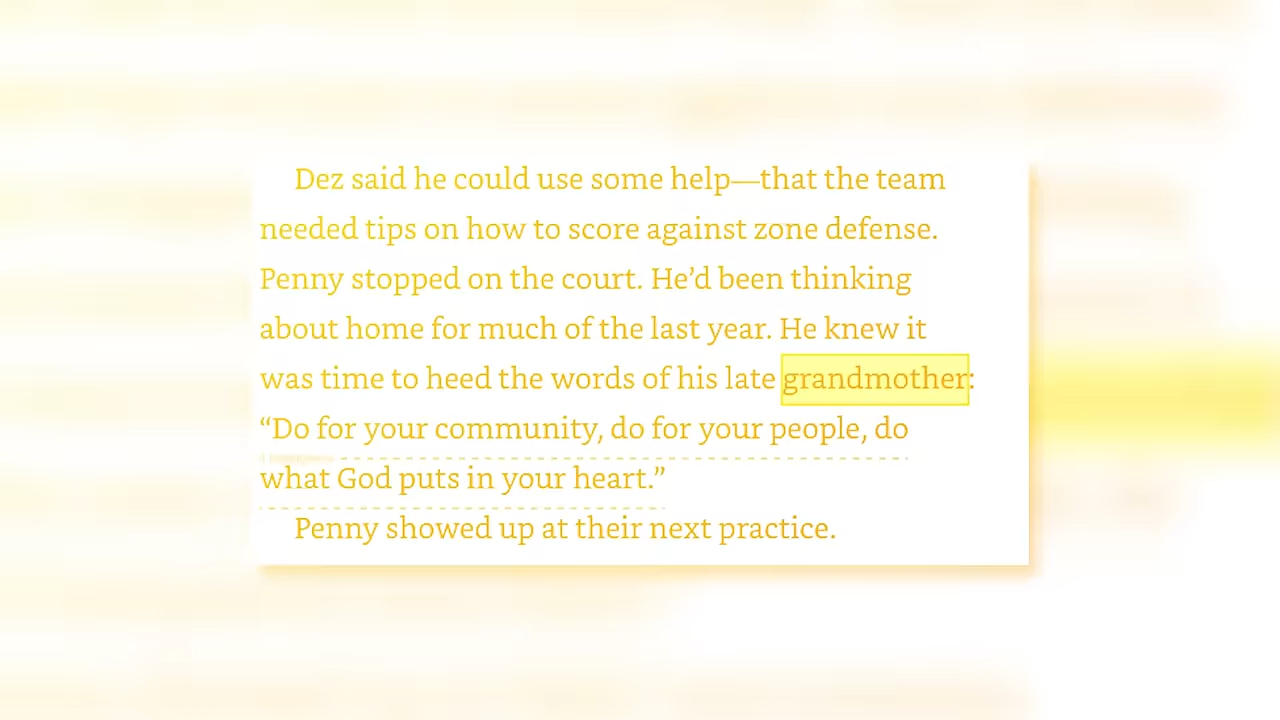 Dez said he could use some help—that the team
needed tips on how to score against zone defense.
Penny stopped on the court. He’d been thinking
about home for much of the last year. He knew it
was time to heed the words of his late grandmother:
“Do for your community, do for your people, do
what God puts in your heart.”
Penny showed up at their next practice.